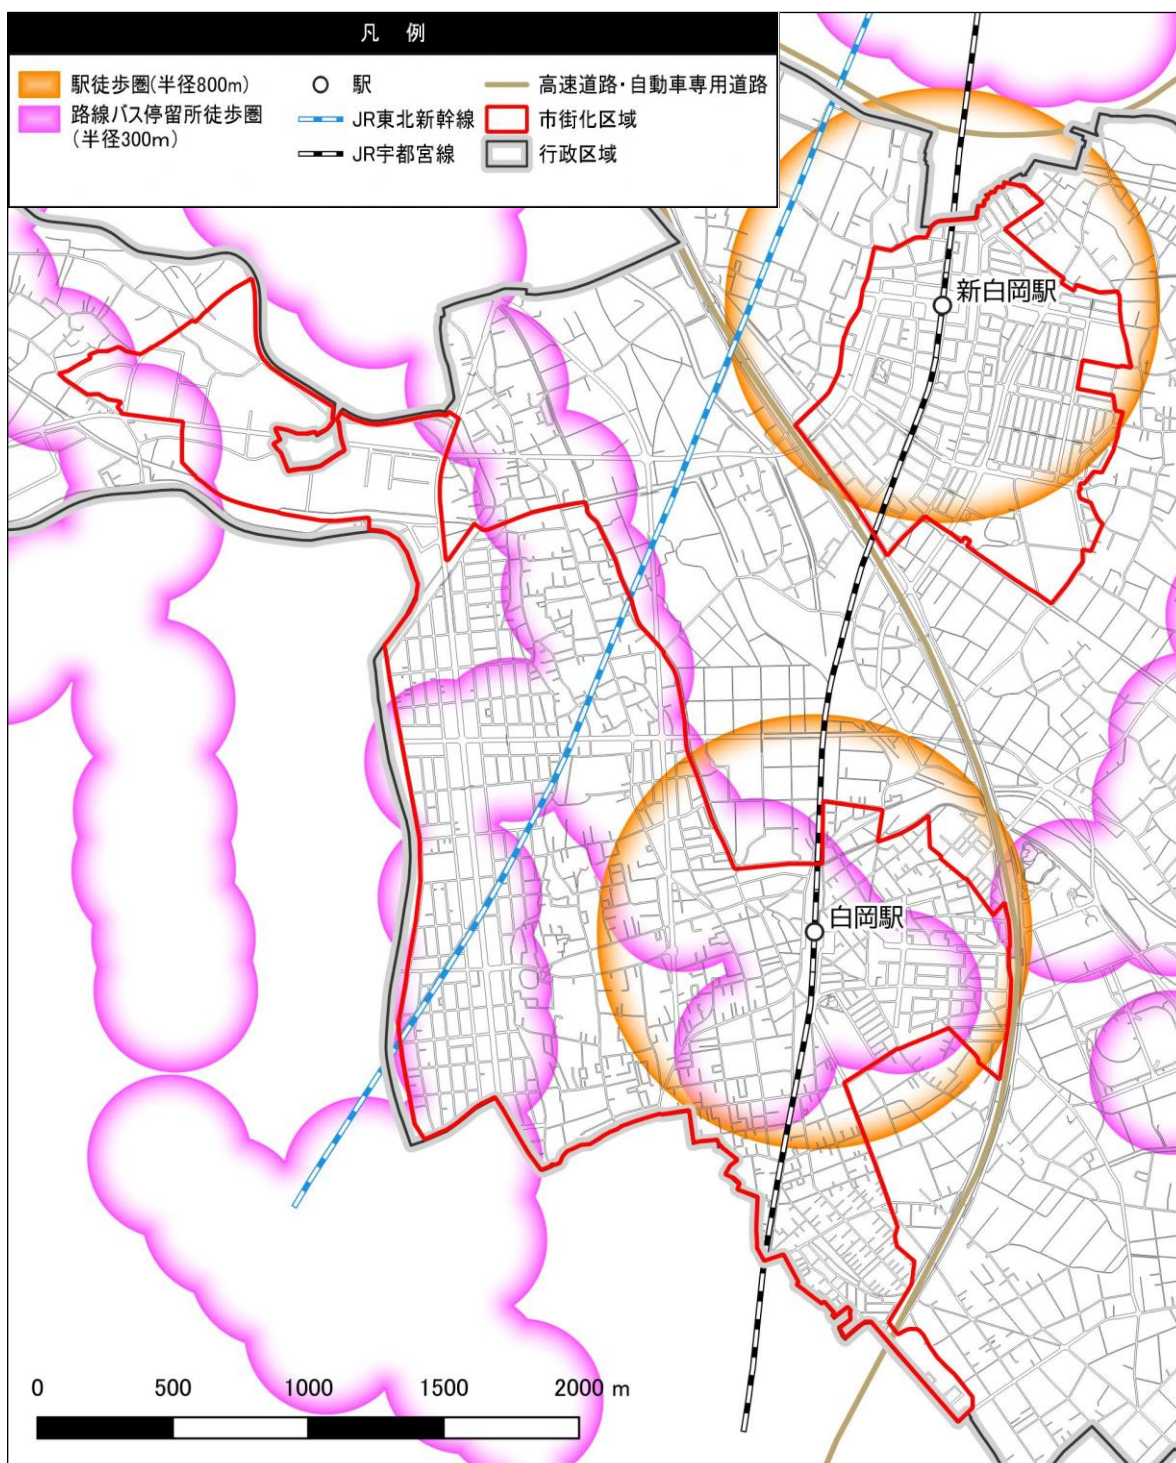 凡 例
駅徒歩圏(半径800m)
路線バス停留所徒歩圏
(半径300m)
駅
JR東北新幹線
JR宇都宮線
高速道路・自動車専用道路
市街化区域
行政区域
新白岡駅
白岡駅
0 500 1000 1500 2000 m